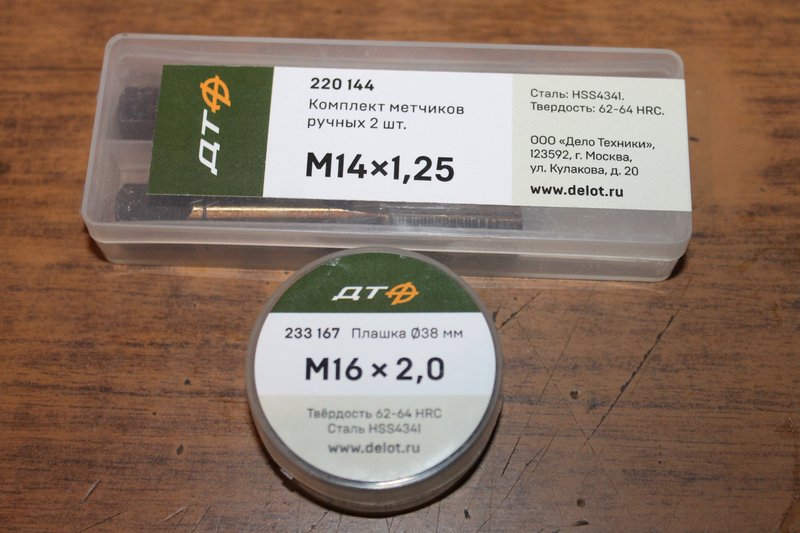 ДТ
220 144
Комплект метчиков
ручных 2 шт.
М14×1,25
Сталь: HSS4341.
Твердость: 62-64 HRC.
ООО «Дело Техники»,
123592, г. Москва,
ул. Кулакова, д. 20
www.delot.ru
ДТ
233 167 Плашка Ø38 мм
М16 × 2,0
Твёрдость 62-64 HRC
Сталь HSS4341
www.delot.ru